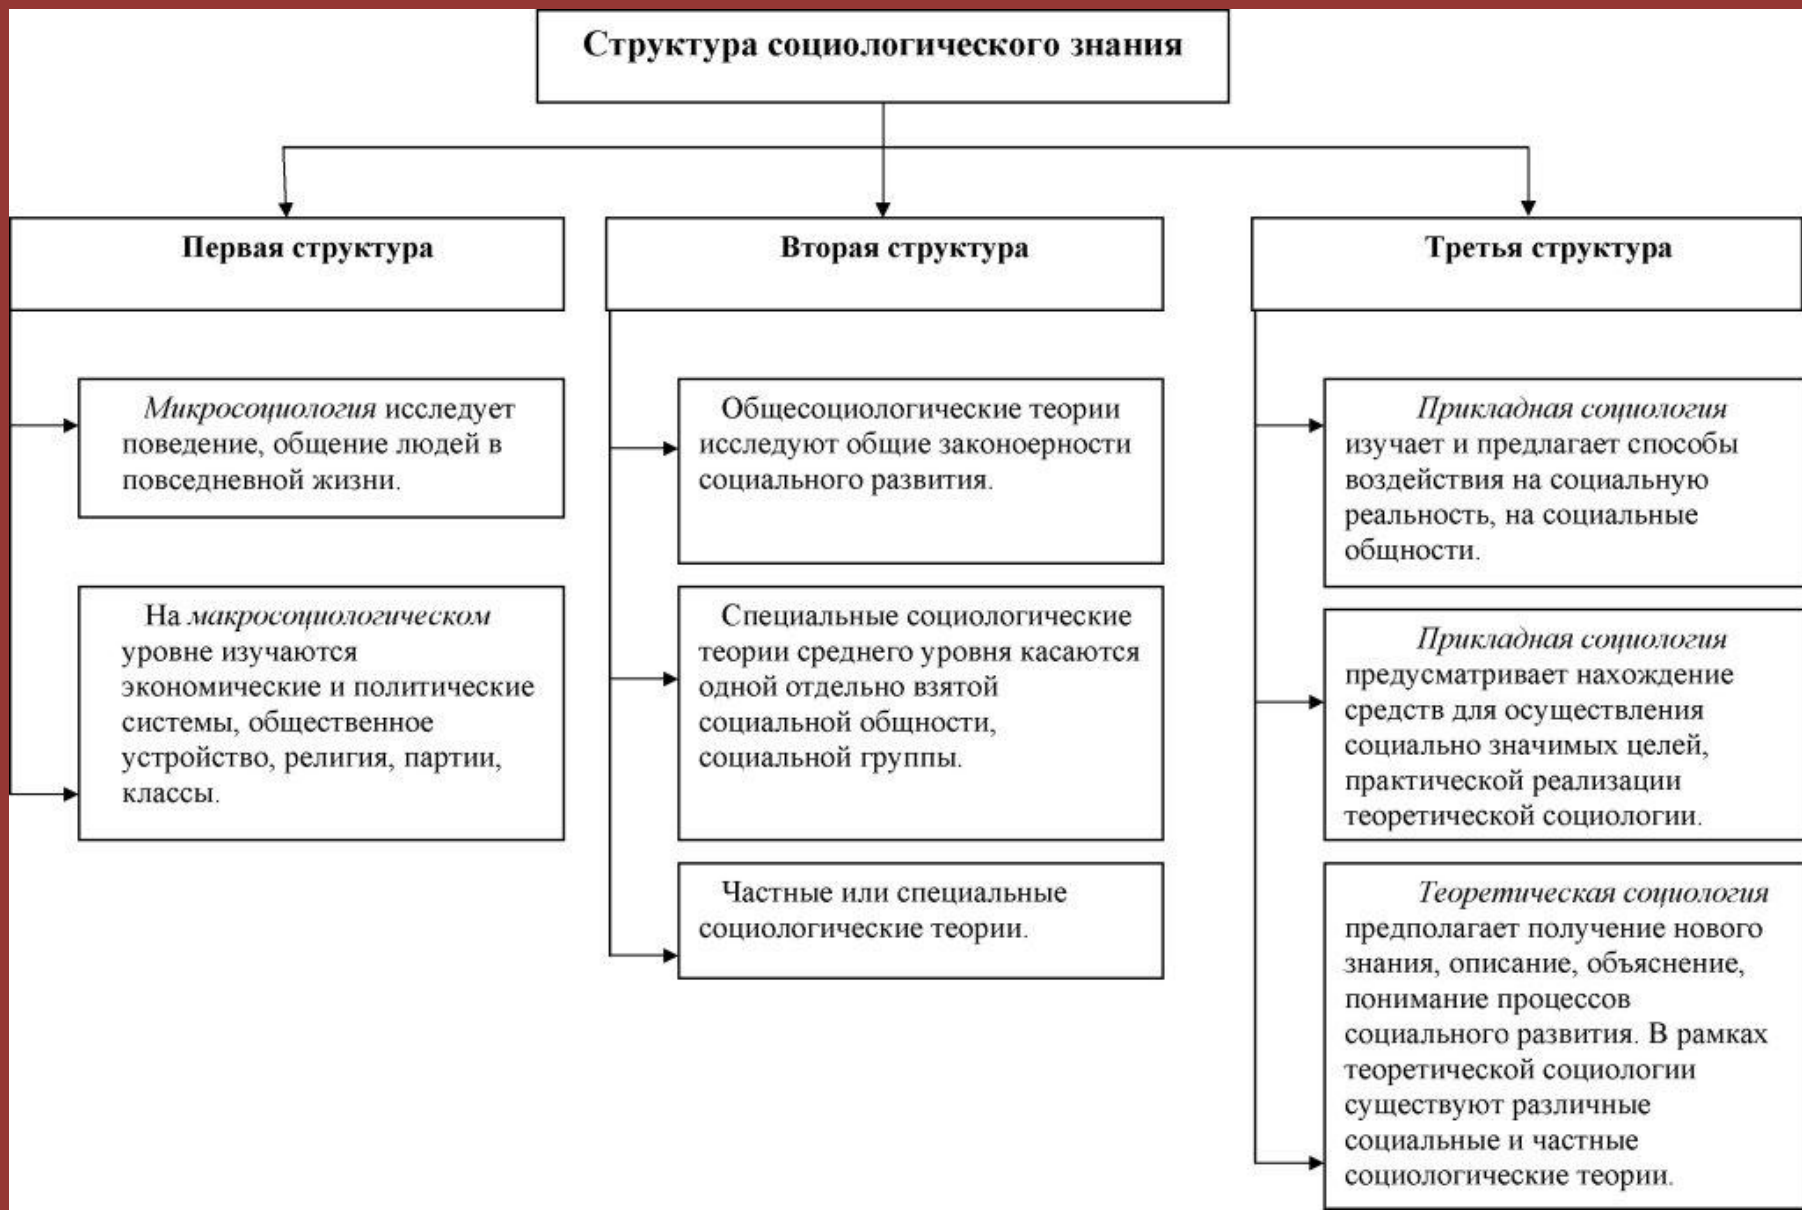 Структура социологического знания
Первая структура
Микросоциология исследует
поведение, общение людей в
повседневной жизни.
На макросоциологическом
уровне изучаются
экономические и политические
системы, общественное
устройство, религия, партии,
классы.
Вторая структура
Общесоциологические теории
исследуют общие законоерности
социального развития.
Специальные социологические
теории среднего уровня касаются
одной отдельно взятой
социальной общности,
социальной группы.
Частные или специальные
социологические теории.
Третья структура
Прикладная социология
изучает и предлагает способы
воздействия на социальную
реальность, на социальные
общности.
Прикладная социология
предусматривает нахождение
средств для осуществления
социально значимых целей,
практической реализации
теоретической социологии.
Теоретическая социология
предполагает получение нового
знания, описание, объяснение,
понимание процессов
социального развития. В рамках
теоретической социологии
существуют различные
социальные и частные
социологические теории.